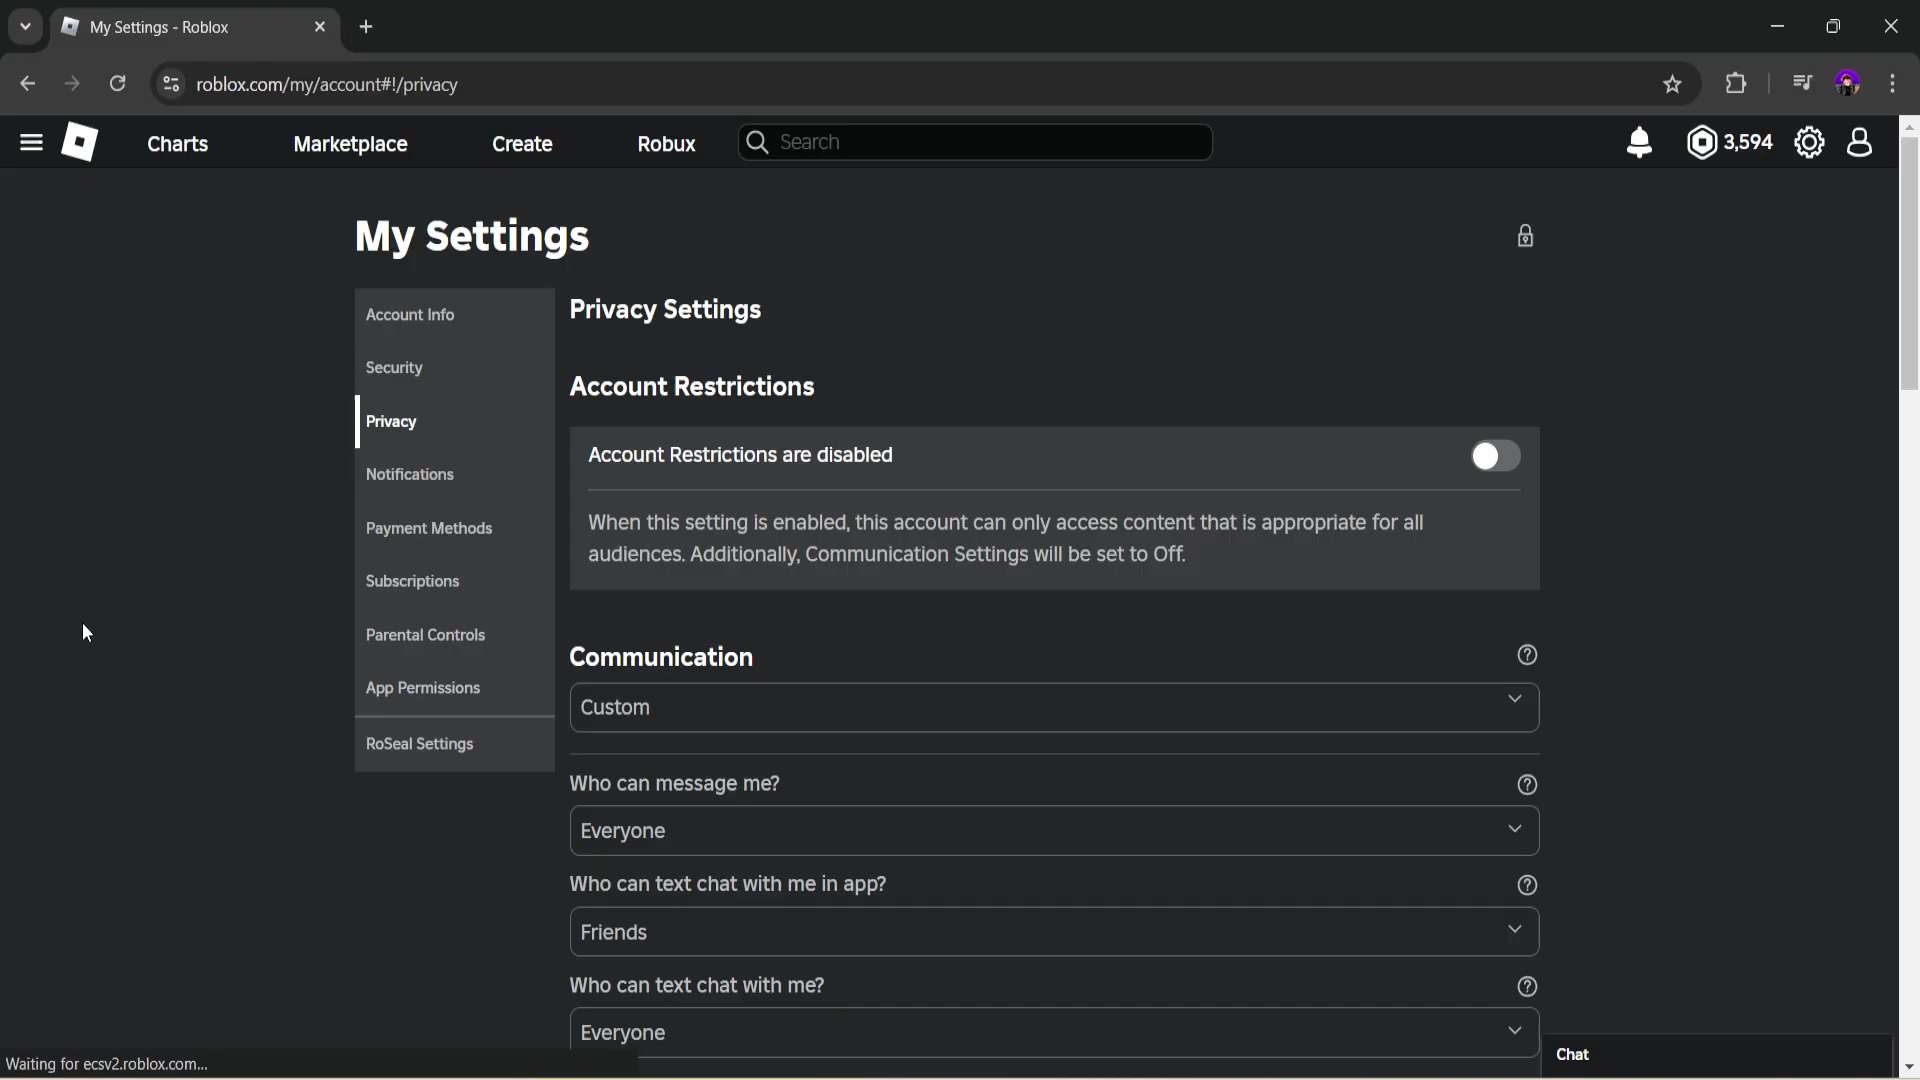 My Settings - Roblox
roblox.com/my/account#!/privacy
Charts
Marketplace
Create
Robux
Search
3,594
My Settings
Account Info
Security
Privacy
Notifications
Payment Methods
Subscriptions
Parental Controls
App Permissions
RoSeal Settings
Privacy Settings
Account Restrictions
Account Restrictions are disabled
When this setting is enabled, this account can only access content that is appropriate for all
audiences. Additionally, Communication Settings will be set to Off.
Communication
Custom
Who can message me?
Everyone
Who can text chat with me in app?
Friends
Who can text chat with me?
Everyone
Chat
Waiting for ecsv2.roblox.com...